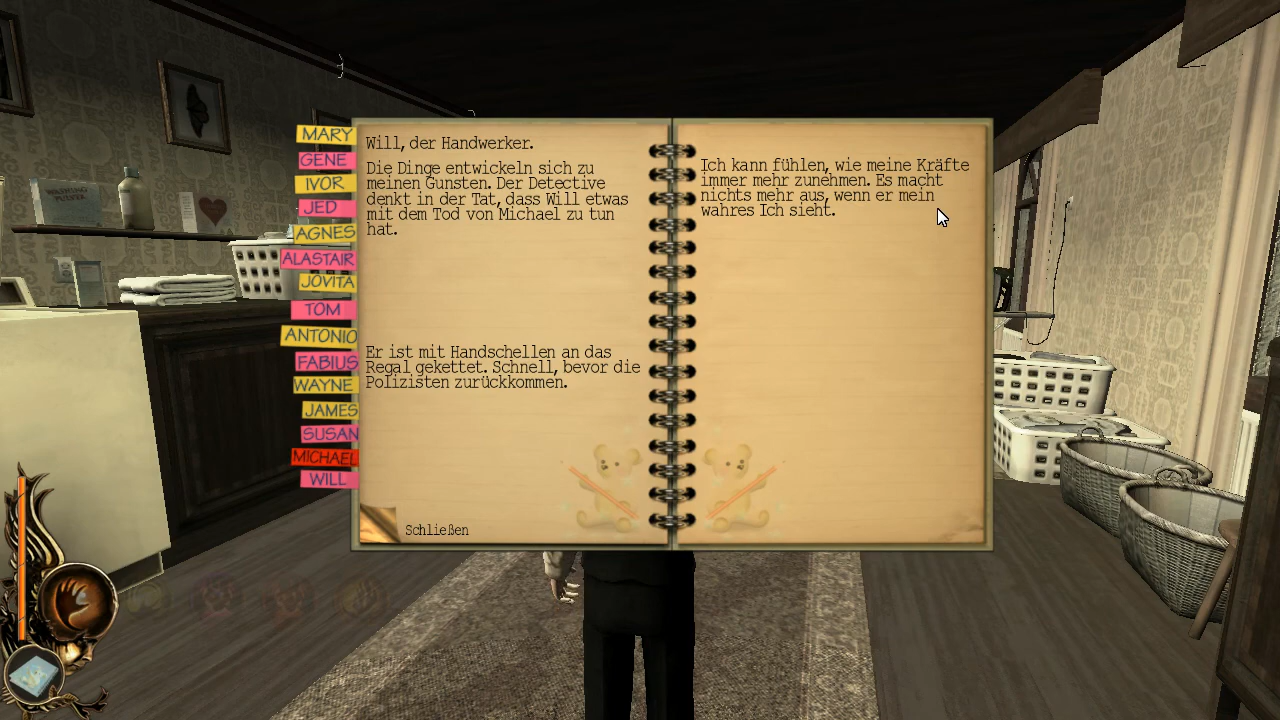 MARY
GENE
IVOR
JED
AGNES
ALASTAIR
JOVITA
TOM
ANTONIO
FABIUS
WAYNE
JAMES
SUSAN
MICHAEL
WILL
Will, der Handwerker.
Die Dinge entwickeln sich zu
meinen Gunsten. Der Detective
denkt in der Tat, dass Will etwas
mit dem Tod von Michael zu tun
hat.
Er ist mit Handschellen an das
Regal gekettet. Schnell, bevor die
Polizisten zurückkommen.
Schließen
Ich kann fühlen, wie meine Kräfte
immer mehr zunehmen. Es macht
nichts mehr aus, wenn er mein
wahres Ich sieht.